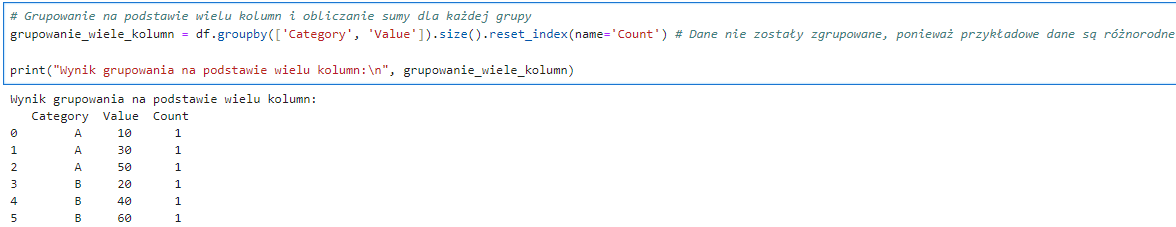 # Grupowanie na podstawie wielu kolumn i obliczanie sumy dla każdej grupy
grupowanie_wiele_kolumn = df.groupby(['Category', 'Value']).size().reset_index(name='Count') # Dane nie zostały zgrupowane, ponieważ przykładowe dane są różnorodne
print("Wynik grupowania na podstawie wielu kolumn:\n", grupowanie_wiele_kolumn)
Wynik grupowania na podstawie wielu kolumn:
Category Value Count
0 A 10 1
1 A 30 1
2 A 50 1
3 B 20 1
4 B 40 1
5 B 60 1